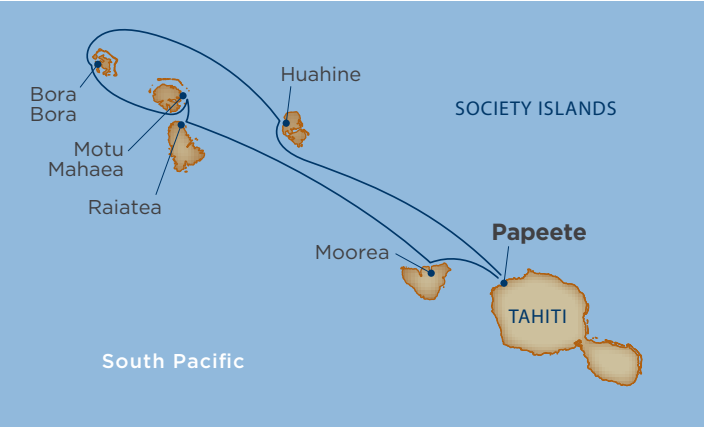 Huahine
Bora
Bora
SOCIETY ISLANDS
Motu
Mahaea
Raiatea
Papeete
Moorea
TAHITI
South Pacific